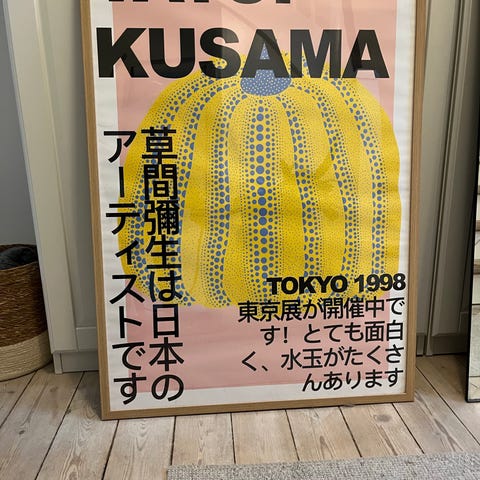 KUSAMA
草間彌生は日本の
アーティストです
TOKYO 1998
東京展が開催中で
す！とても面白
く、水玉がたくさ
んあります